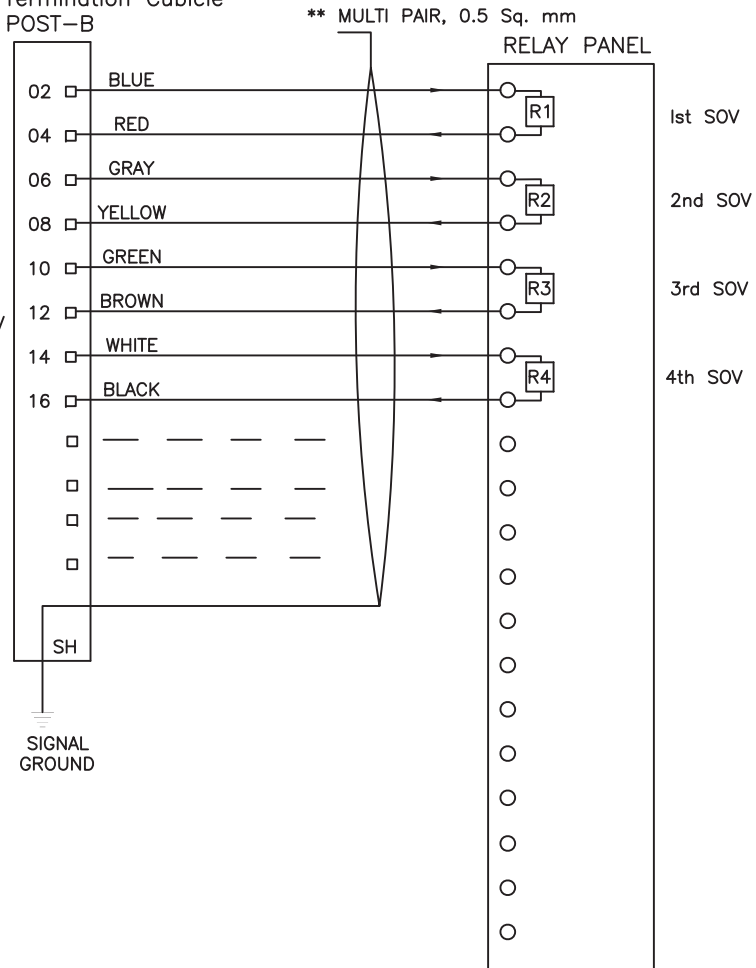 Termination Cubicle
POST-B
** MULTI PAIR, 0.5 Sq. mm
RELAY PANEL
02 BLUE
R1
1st SOV
04 RED
06 GRAY
R2
2nd SOV
08 YELLOW
10 GREEN
R3
3rd SOV
12 BROWN
14 WHITE
R4
4th SOV
16 BLACK
SH
SIGNAL
GROUND